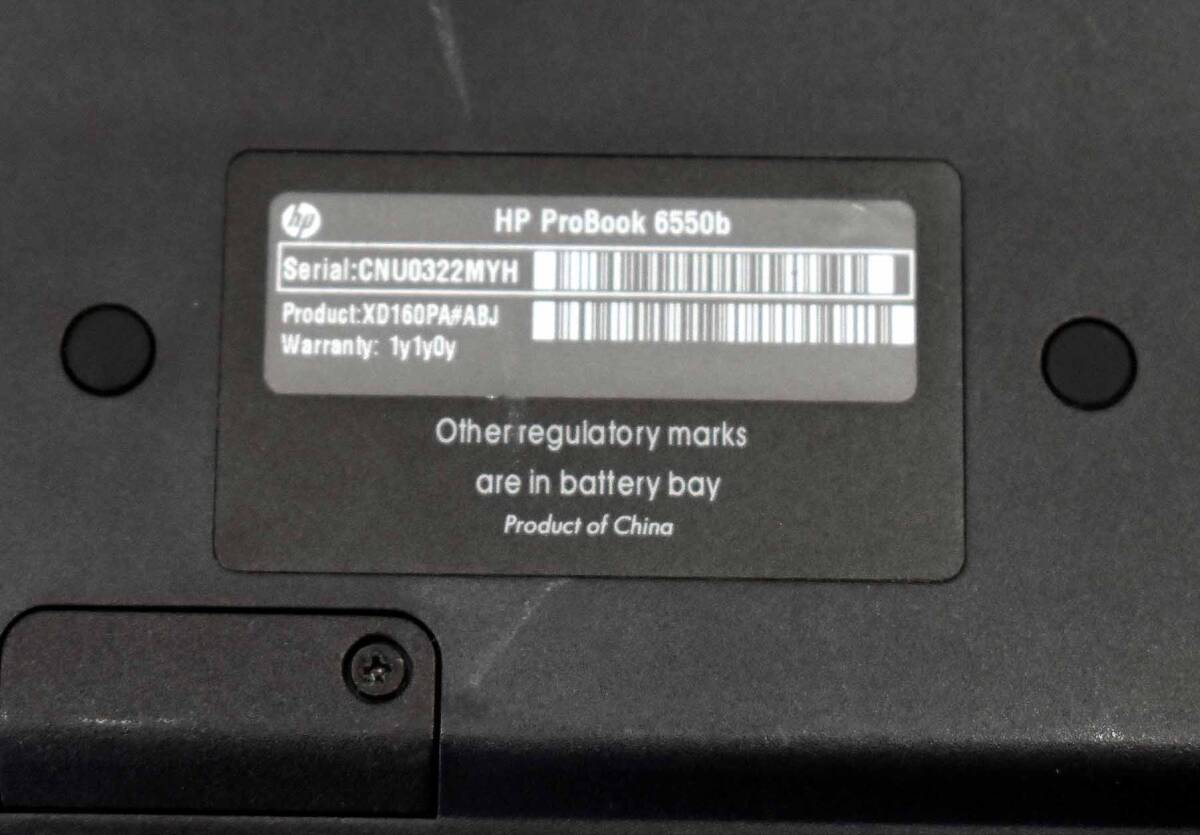 hp
HP ProBook 6550b
Serial:CNU0322MYH
Product:XD160PA#ABJ
Warranty: 1y1y0y
Other regulatory marks
are in battery bay
Product of China